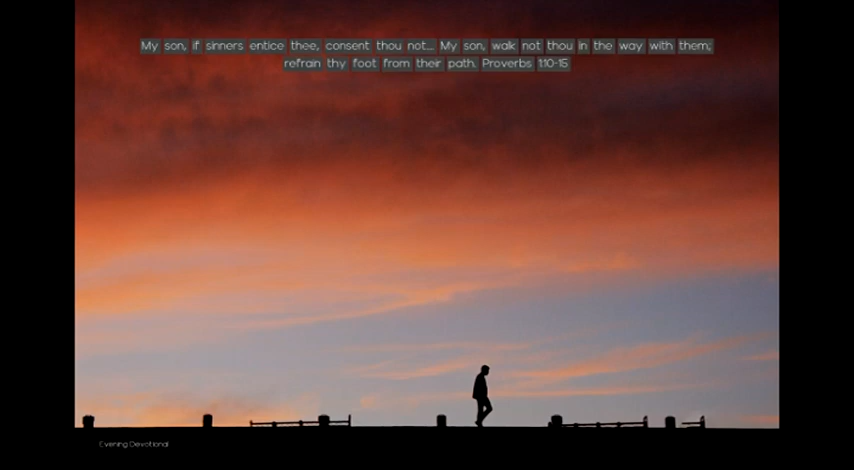 My son, if sinners entice thee, consent thou not.... My son, walk not thou in the way with them;
refrain thy foot from their path. Proverbs 1:10-15
Evening Devotional